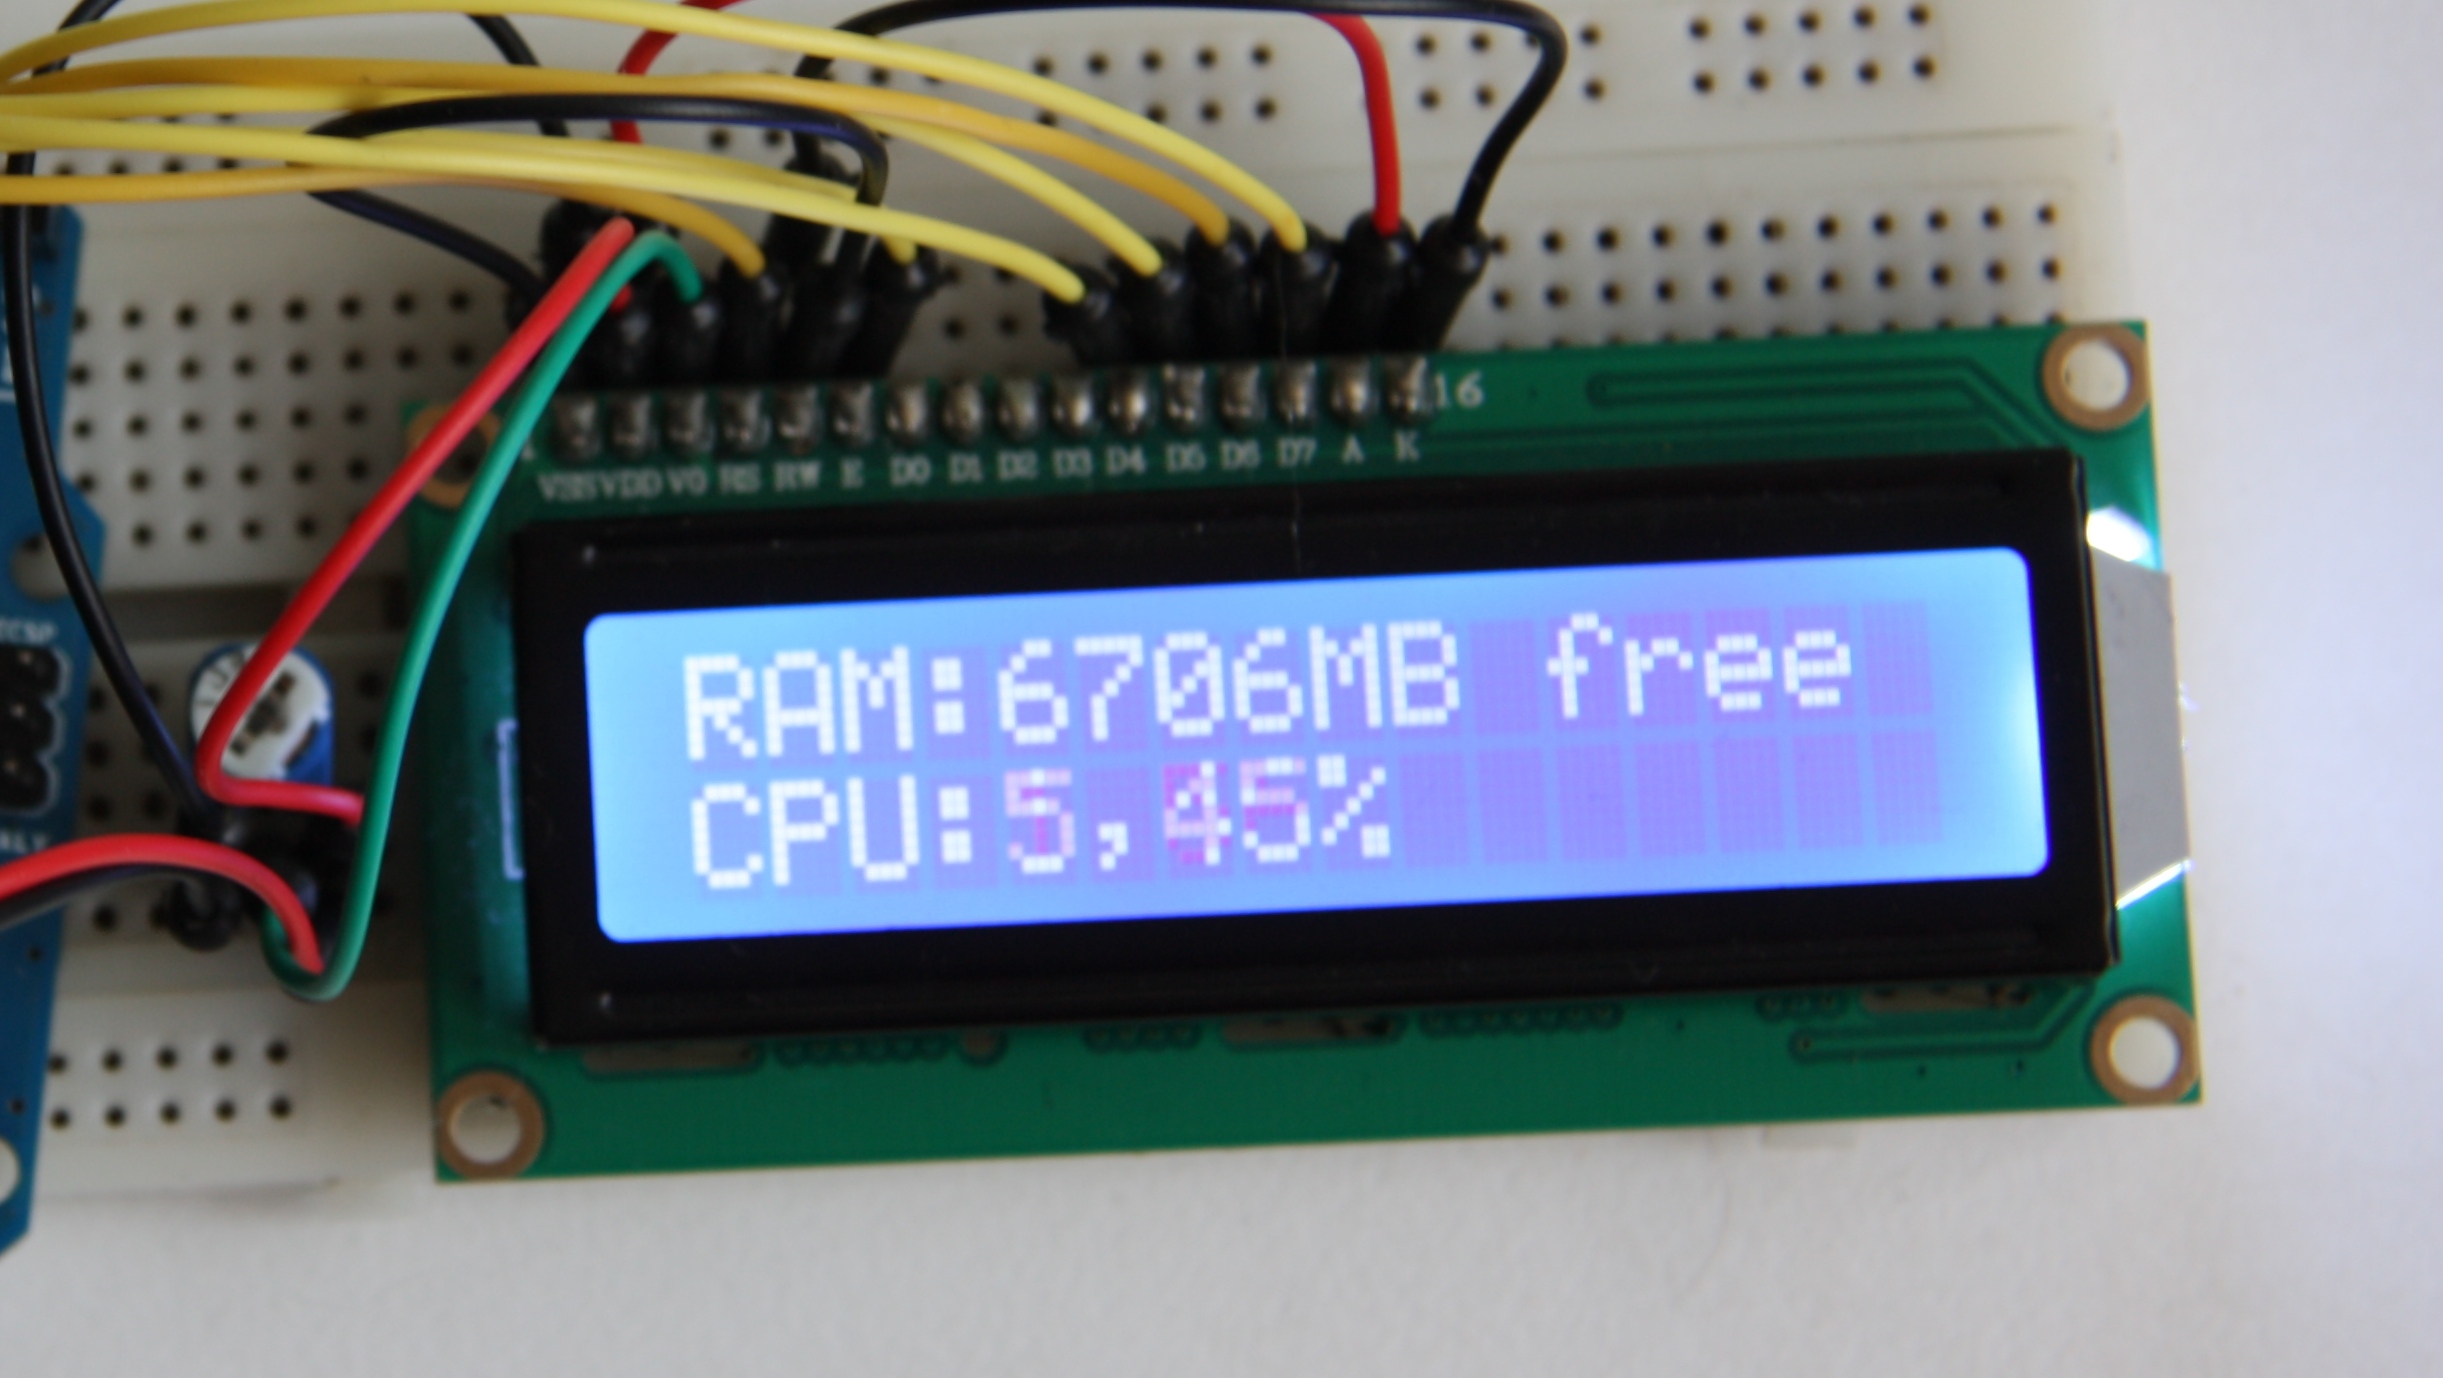 16
VSS VDD V0 RS RW E D0 D1 D2 D3 D4 D5 D6 D7 A K
RAM:6706MB free
CPU:5,45%
ICSP